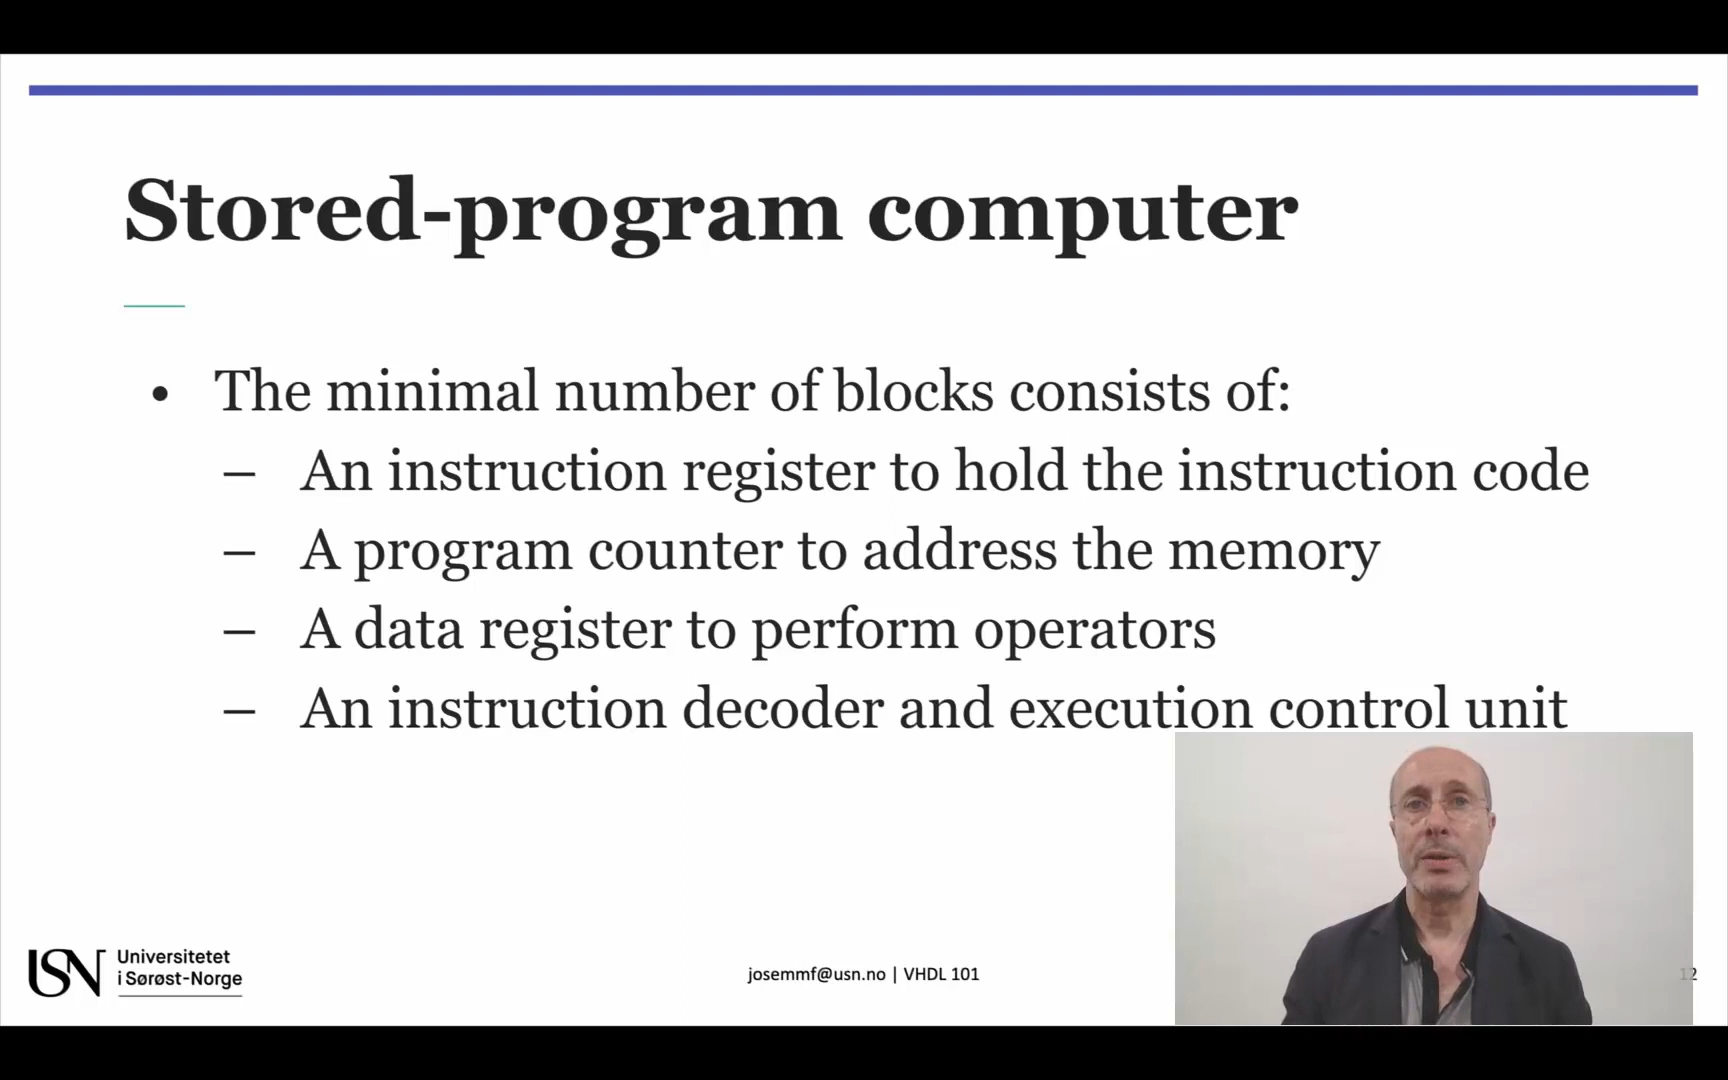 Stored-program computer
• The minimal number of blocks consists of:
– An instruction register to hold the instruction code
– A program counter to address the memory
– A data register to perform operators
– An instruction decoder and execution control unit
USN Universitetet
i Sørøst-Norge
josemmf@usn.no | VHDL 101
12